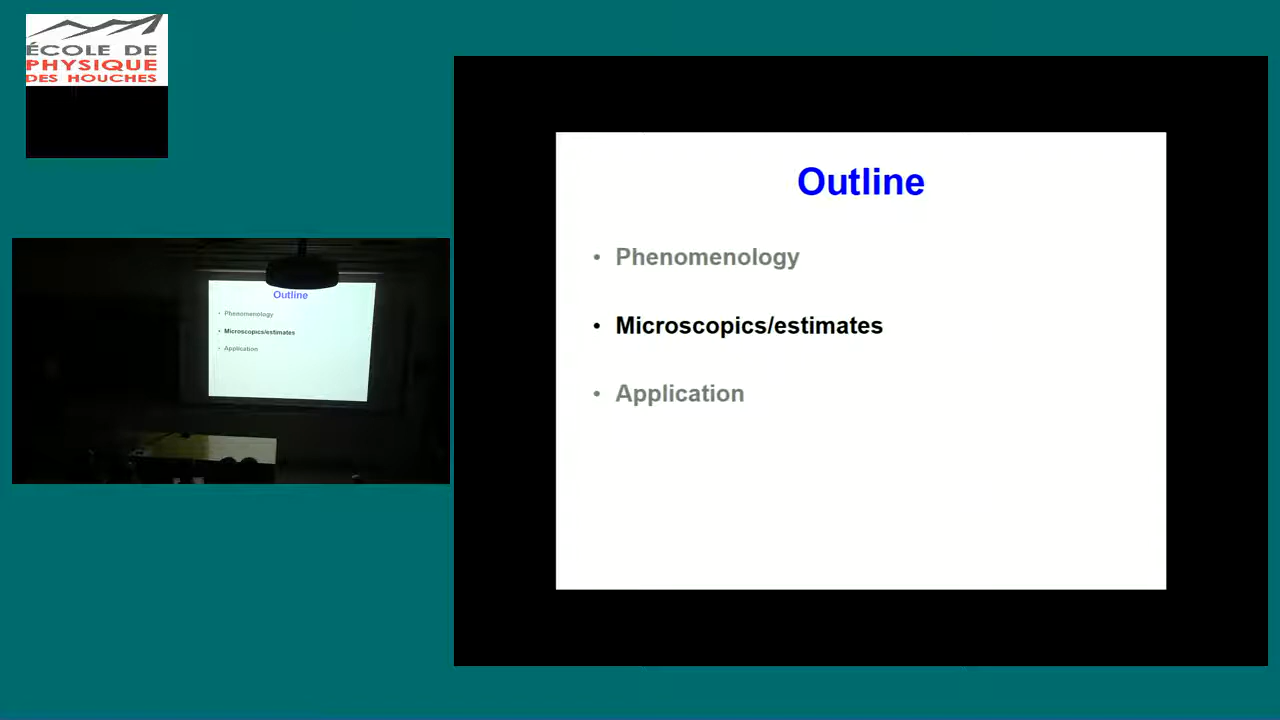 ÉCOLE DE
PHYSIQUE
DES HOUCHES
Outline
• Phenomenology
• Microscopics/estimates
• Application
Outline
• Phenomenology
• Microscopics/estimates
• Application